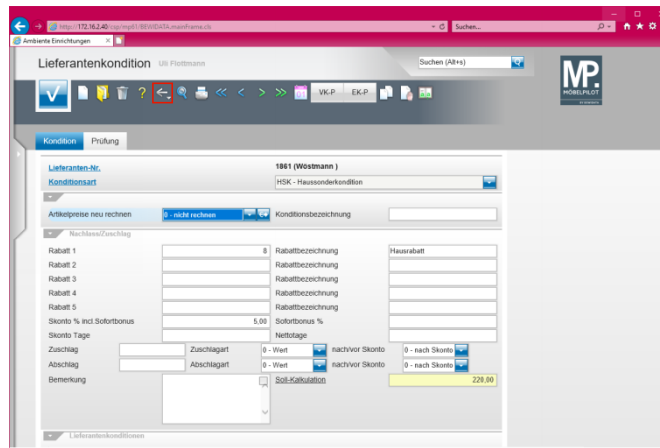 http://172.16.2.40/csp/mp61/BEWIDATA.mainFrame.cls
Suchen...
Ambiente Einrichtungen
Lieferantenkondition Uli Flottmann
Suchen (Alt+s)
MP.
MÖBELPILOT
VK-P EK-P
Kondition Prüfung
Lieferanten-Nr. 1861 (Wöstmann )
Konditionsart HSK - Haussonderkondition
Artikelpreise neu rechnen 0 - nicht rechnen Konditionsbezeichnung
Nachlass/Zuschlag
Rabatt 1 8 Rabattbezeichnung Hausrabatt
Rabatt 2 Rabattbezeichnung
Rabatt 3 Rabattbezeichnung
Rabatt 4 Rabattbezeichnung
Rabatt 5 Rabattbezeichnung
Skonto % incl.Sofortbonus 5,00 Sofortbonus %
Skonto Tage Nettotage
Zuschlag Zuschlagart 0 - Wert nach/vor Skonto 0 - nach Skonto
Abschlag Abschlagart 0 - Wert nach/vor Skonto 0 - nach Skonto
Bemerkung Soll-Kalkulation 220,00
Lieferantenkonditionen